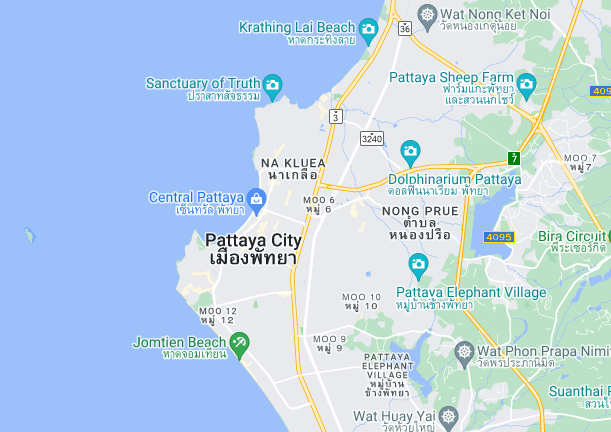 Wat Nong Ket Noi
วัดหนองเกตุน้อย
Krathing Lai Beach
หาดกระทิงลาย
36
Sanctuary of Truth
ปราสาทสัจธรรม
Pattaya Sheep Farm
ฟาร์มแกะพัทยา
และสวนนกโชว์
409
3
3240
NA KLUEA
นาเกลือ
7
MOO 7
หมู่ 7
Dolphinarium Pattaya
ดอลฟินนาเรียม พัทยา
Central Pattaya
เซ็นทรัล พัทยา
MOO 6
หมู่ 6
NONG PRUE
ตำบล
หนองปรือ
4095
Bira Circuit
พีระเซอร์กิต
Pattaya City
เมืองพัทยา
Pattaya Elephant Village
หมู่บ้านช้างพัทยา
MOO 10
หมู่ 10
MOO 12
หมู่ 12
Jomtien Beach
หาดจอมเทียน
MOO 9
หมู่ 9
PATTAYA
ELEPHANT
VILLAGE
หมู่บ้าน
ช้างพัทยา
Wat Phon Prapa Nimi
วัดพรประภานิมิต
Suanthai P
สวนไ
Wat Huay Yai
วัดห้วยใหญ่